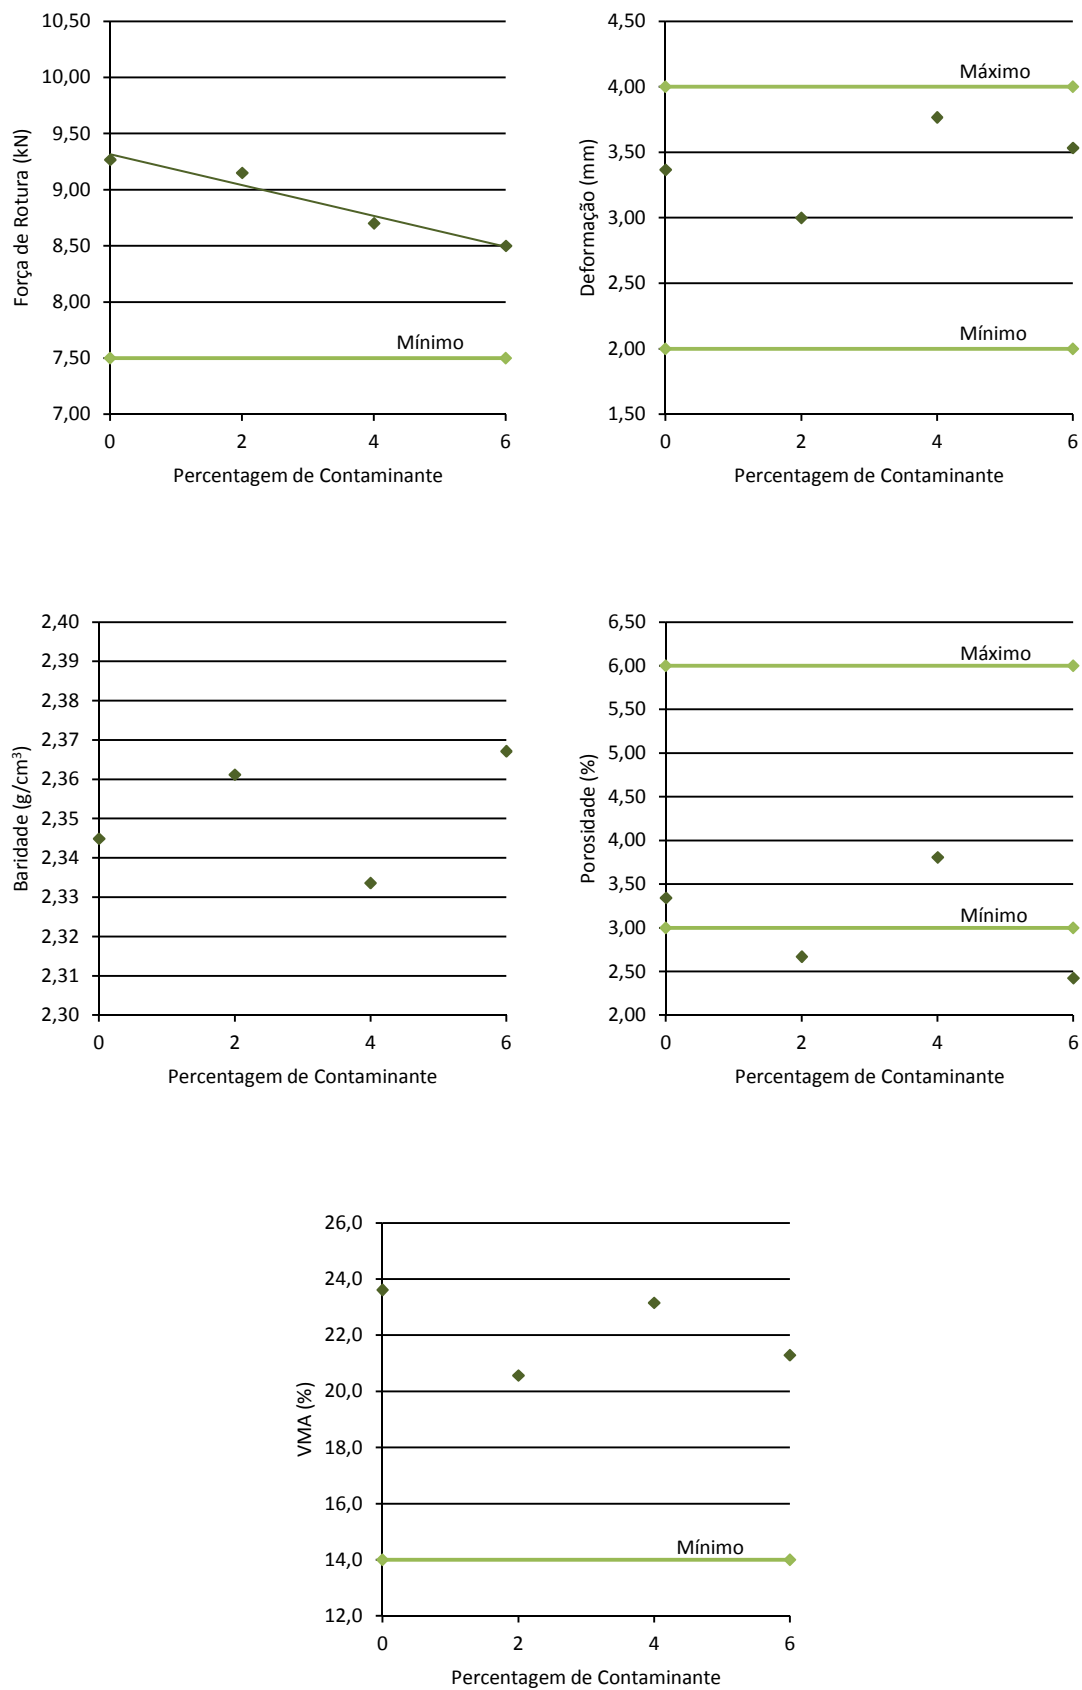 10,50
10,00
9,50
9,00
8,50
8,00
7,50
7,00
Força de Rotura (kN)
Mínimo
0 2 4 6
Percentagem de Contaminante
4,50
4,00
3,50
3,00
2,50
2,00
1,50
Deformação (mm)
Máximo
Mínimo
0 2 4 6
Percentagem de Contaminante
2,40
2,39
2,38
2,37
2,36
2,35
2,34
2,33
2,32
2,31
2,30
Baridade (g/cm³)
0 2 4 6
Percentagem de Contaminante
6,50
6,00
5,50
5,00
4,50
4,00
3,50
3,00
2,50
2,00
Porosidade (%)
Máximo
Mínimo
0 2 4 6
Percentagem de Contaminante
26,0
24,0
22,0
20,0
18,0
16,0
14,0
12,0
VMA (%)
Mínimo
0 2 4 6
Percentagem de Contaminante